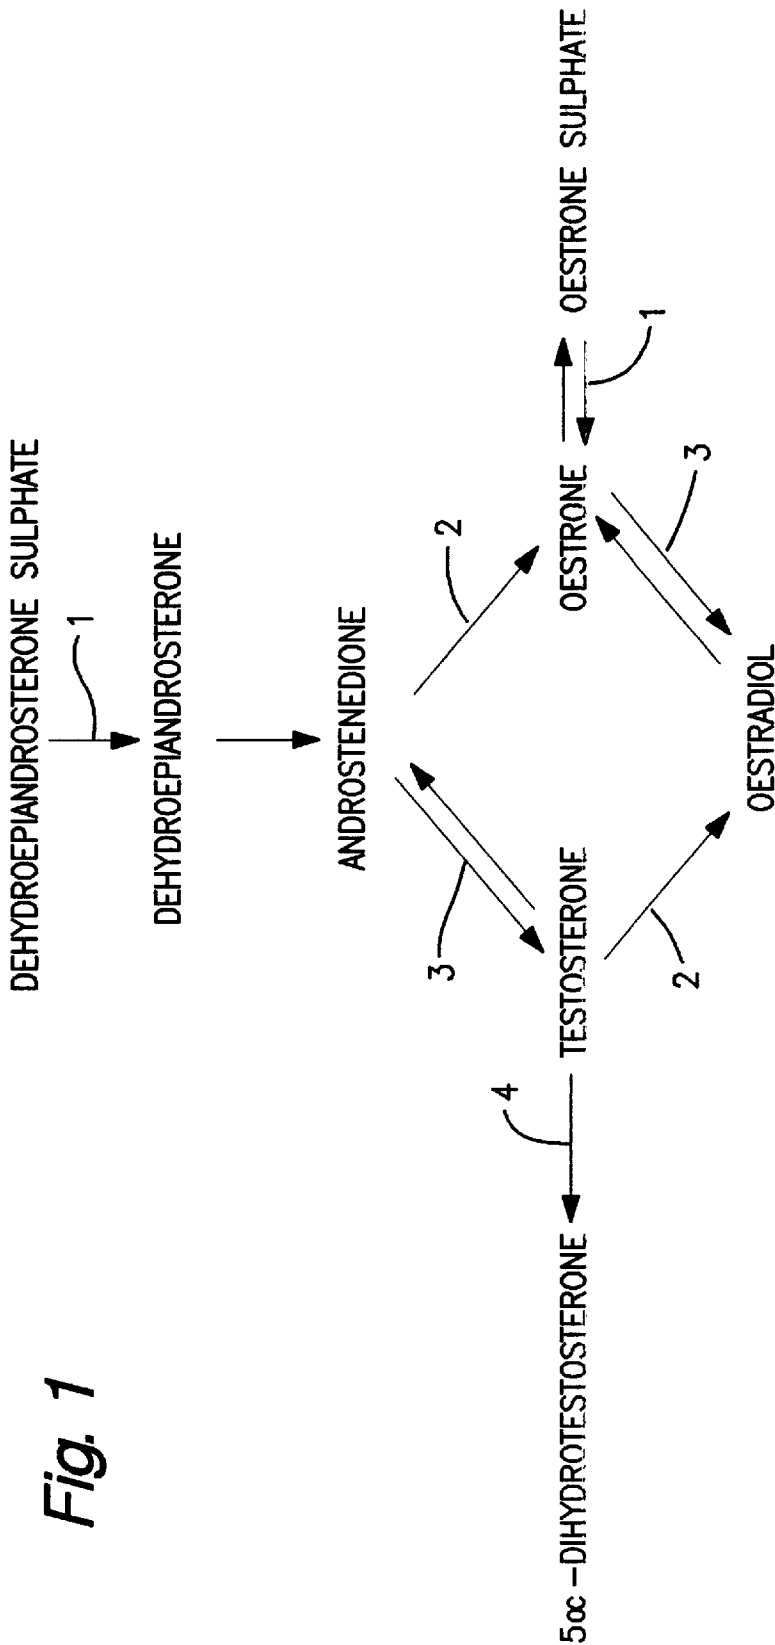 Fig. 1
DEHYDROEPIANDROSTERONE SULPHATE
1
DEHYDROEPIANDROSTERONE
ANDROSTENEDIONE
3
2
4
5α-DIHYDROTESTOSTERONE
TESTOSTERONE
OESTRONE
OESTRONE SULPHATE
1
2
3
OESTRADIOL